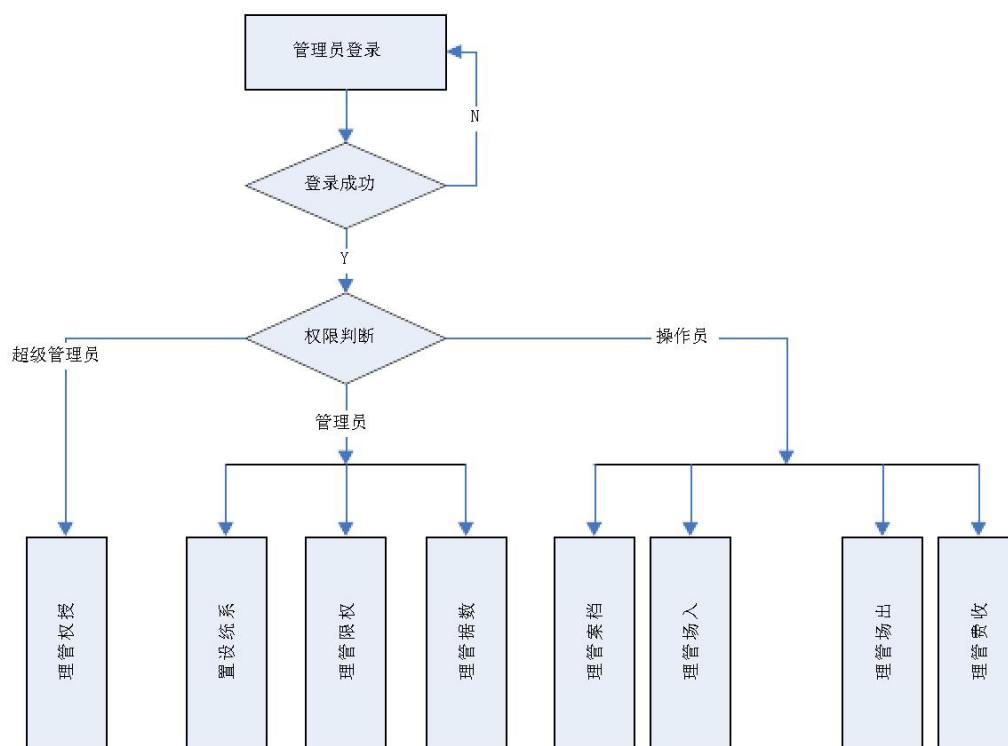 管理员登录
N
登录成功
Y
权限判断
超级管理员
操作员
管理员
授权管理
系统设置
权限管理
数据管理
档案管理
入场管理
出场管理
收费管理